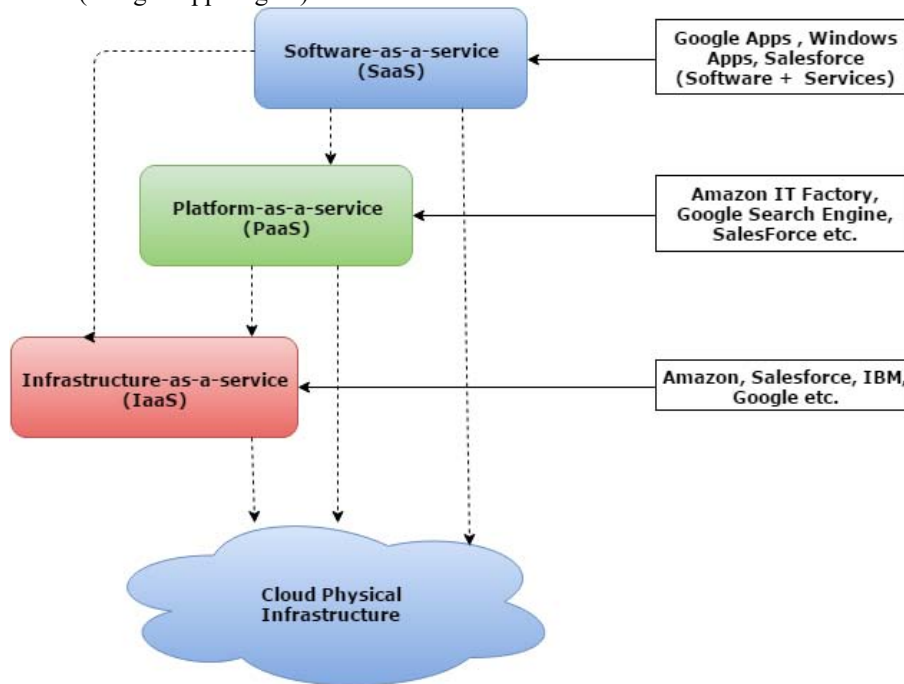 Software-as-a-service
(SaaS)
Google Apps , Windows
Apps, Salesforce
(Software + Services)
Platform-as-a-service
(PaaS)
Amazon IT Factory,
Google Search Engine,
SalesForce etc.
Infrastructure-as-a-service
(IaaS)
Amazon, Salesforce, IBM,
Google etc.
Cloud Physical
Infrastructure